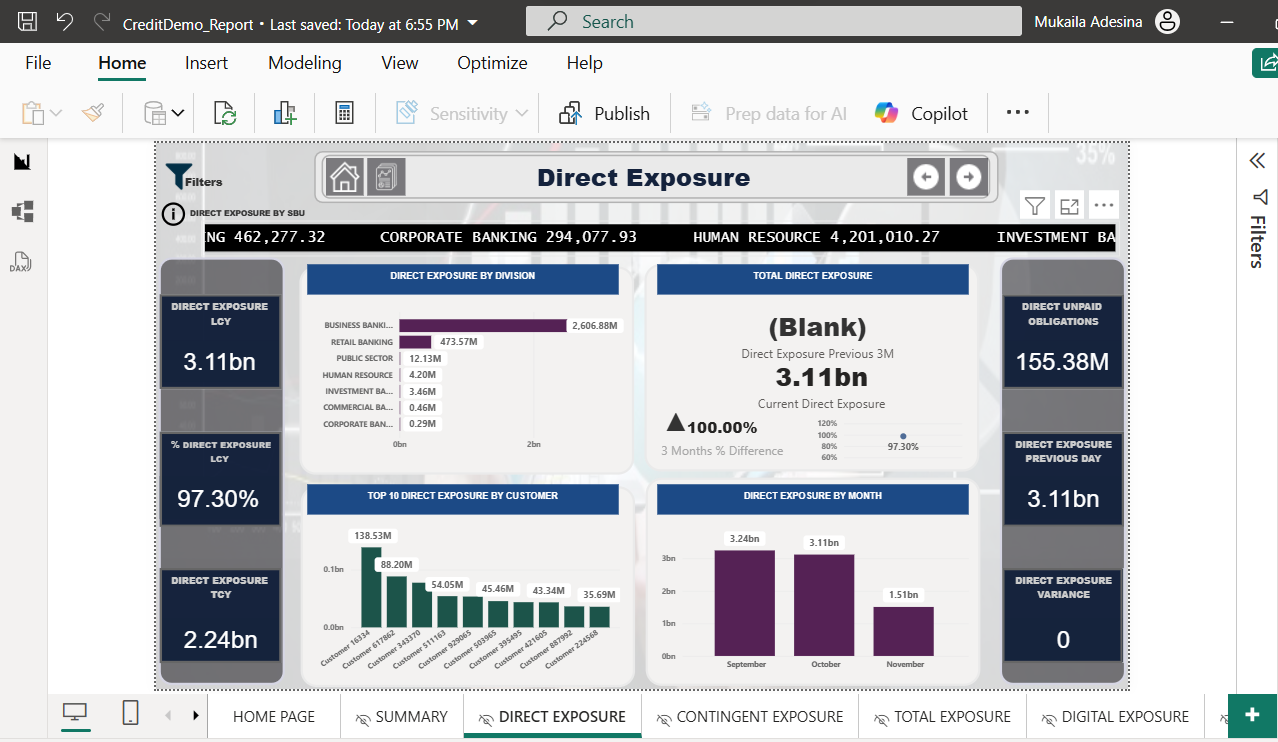 CreditDemo_Report • Last saved: Today at 6:55 PM
Search
Mukaila Adesina
File
Home
Insert
Modeling
View
Optimize
Help
Sensitivity
Publish
Prep data for AI
Copilot
DAX
Filters
35%
Filters
Direct Exposure
DIRECT EXPOSURE BY SBU
NG 462,277.32 CORPORATE BANKING 294,077.93 HUMAN RESOURCE 4,201,010.27 INVESTMENT BA
DIRECT EXPOSURE
LCY
3.11bn
% DIRECT EXPOSURE
LCY
97.30%
DIRECT EXPOSURE
TCY
2.24bn
DIRECT EXPOSURE BY DIVISION
BUSINESS BANKI... 2,606.88M
RETAIL BANKING 473.57M
PUBLIC SECTOR 12.13M
HUMAN RESOURCE 4.20M
INVESTMENT BA... 3.46M
COMMERCIAL BA... 0.46M
CORPORATE BAN... 0.29M
0bn 2bn
TOTAL DIRECT EXPOSURE
(Blank)
Direct Exposure Previous 3M
3.11bn
Current Direct Exposure
100.00%
3 Months % Difference
120%
100%
80%
60%
97.30%
DIRECT UNPAID
OBLIGATIONS
155.38M
DIRECT EXPOSURE
PREVIOUS DAY
3.11bn
DIRECT EXPOSURE
VARIANCE
0
TOP 10 DIRECT EXPOSURE BY CUSTOMER
138.53M
88.20M
54.05M
45.46M
43.34M
35.69M
0.1bn
0.0bn
Customer 16334
Customer 617862
Customer 343370
Customer 511163
Customer 929065
Customer 503965
Customer 395495
Customer 421605
Customer 887992
Customer 224568
DIRECT EXPOSURE BY MONTH
3.24bn
3.11bn
1.51bn
3bn
2bn
1bn
0bn
September
October
November
HOME PAGE
SUMMARY
DIRECT EXPOSURE
CONTINGENT EXPOSURE
TOTAL EXPOSURE
DIGITAL EXPOSURE